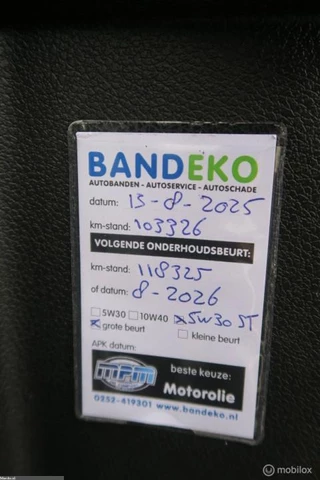 BANDEKO
AUTOBANDEN - AUTOSERVICE - AUTOSCHADE
datum: 13-8-2025
km-stand: 103326
VOLGENDE ONDERHOUDSBEURT:
km-stand: 118325
of datum: 8-2026
5W30 10W40 5W30 ST
grote beurt kleine beurt
APK datum:
mpm
beste keuze:
Motorolie
0252-419301 www.bandeko.nl
mobilox